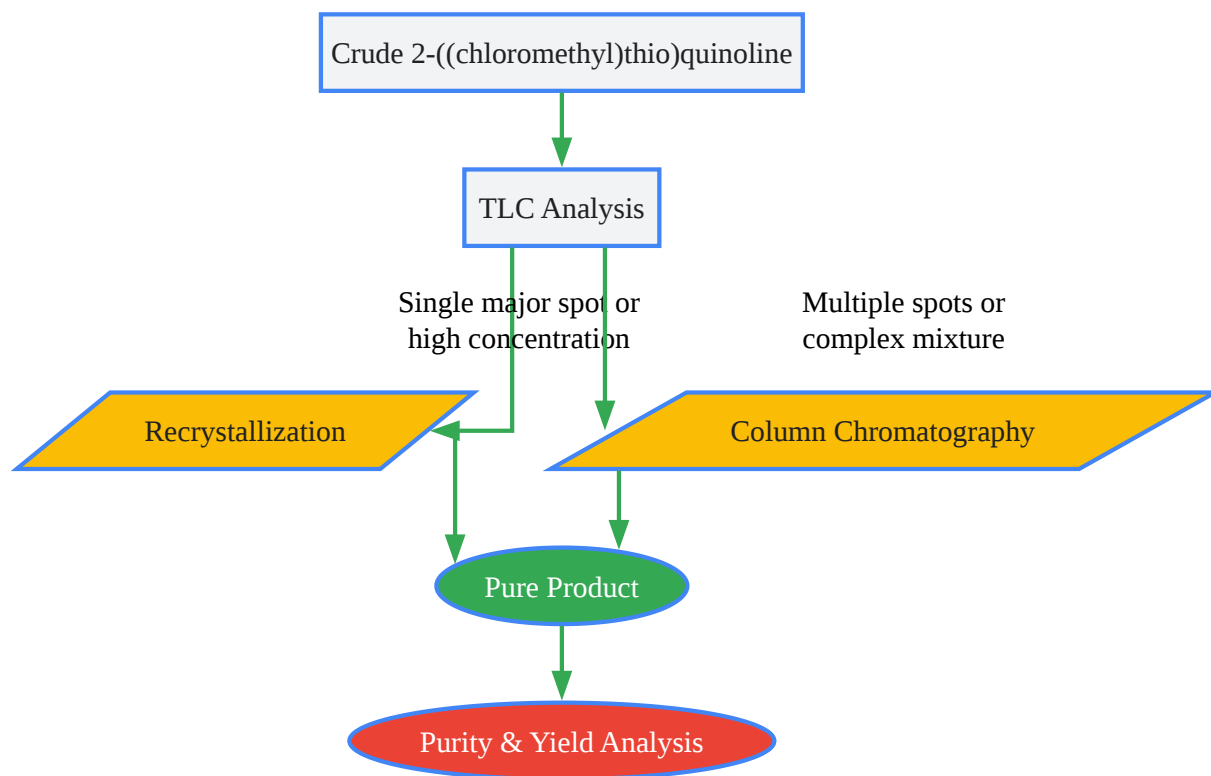 Crude 2-((chloromethyl)thio)quinoline
TLC Analysis
Single major spot or
high concentration
Multiple spots or
complex mixture
Recrystallization
Column Chromatography
Pure Product
Purity & Yield Analysis